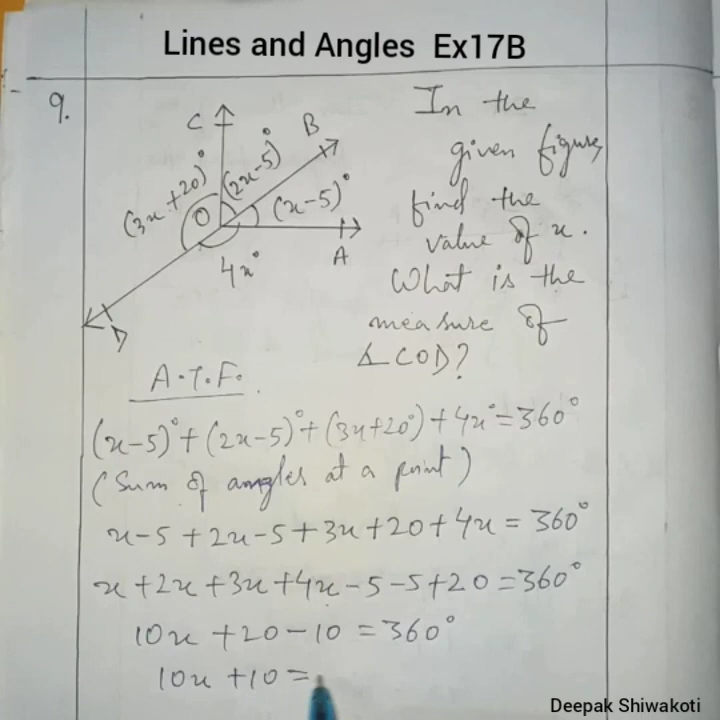 Lines and Angles Ex17B
9.
In the
given figure,
find the
value of x.
What is the
measure of
∡COD?
C
B
(3x+20)°
(2x-5)°
(x-5)°
O
A
4x°
D
A.T.F.
(x-5)°+(2x-5)°+(3x+20°)+4x°=360°
(Sum of angles at a point)
x-5+2x-5+3x+20+4x=360°
x+2x+3x+4x-5-5+20=360°
10x+20-10=360°
10x+10=
Deepak Shiwakoti